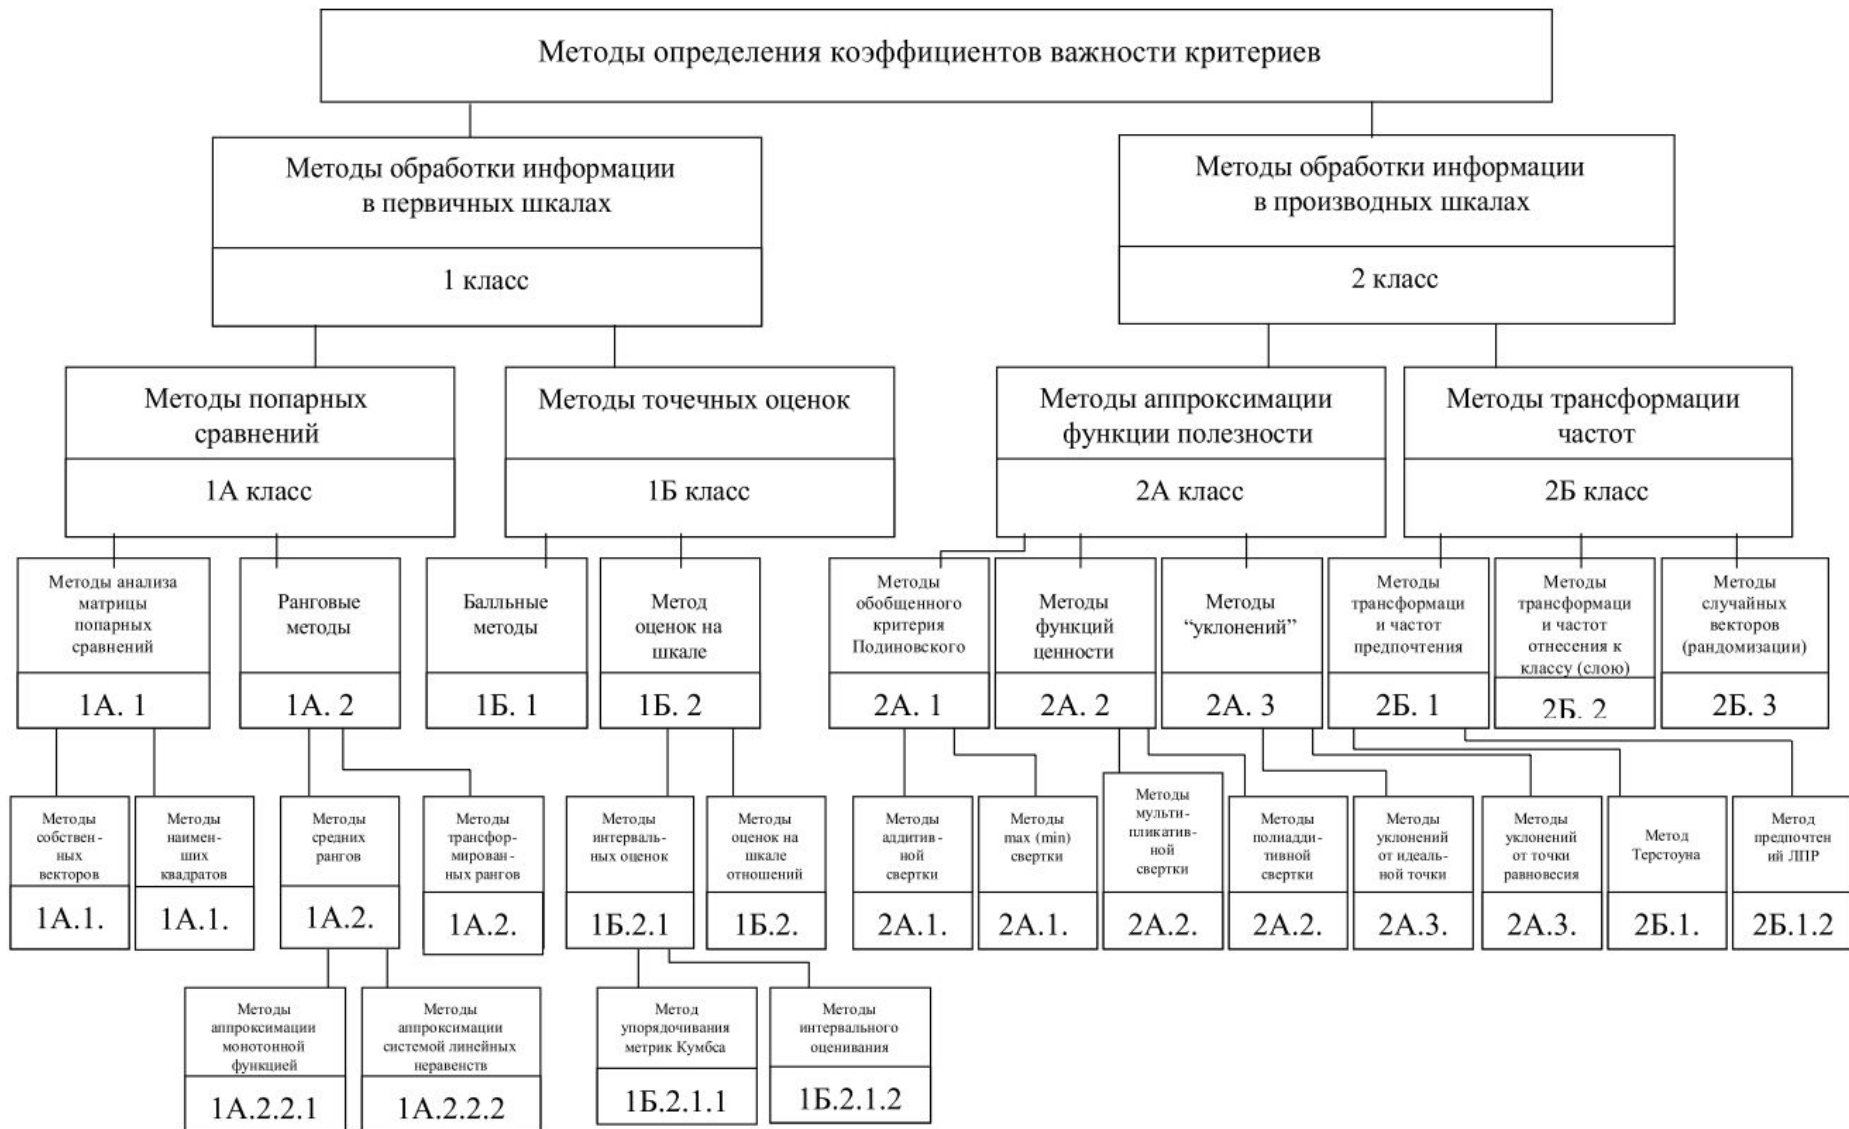 Методы определения коэффициентов важности критериев
Методы обработки информации
в первичных шкалах
1 класс
Методы обработки информации
в производных шкалах
2 класс
Методы попарных
сравнений
1А класс
Методы точечных оценок
1Б класс
Методы аппроксимации
функции полезности
2А класс
Методы трансформации
частот
2Б класс
Методы анализа
матрицы
попарных
сравнений
1А. 1
Ранговые
методы
1А. 2
Балльные
методы
1Б. 1
Метод
оценок на
шкале
1Б. 2
Методы
обобщенного
критерия
Подиновского
2А. 1
Методы
функций
ценности
2А. 2
Методы
“уклонений”
2А. 3
Методы
трансформаци
и частот
предпочтения
2Б. 1
Методы
трансформаци
и частот
отнесения к
классу (слою)
2Б. 2
Методы
случайных
векторов
(рандомизации)
2Б. 3
Методы
собствен-
ных
векторов
1А.1.
Методы
наимен-
ших
квадратов
1А.1.
Методы
средних
рангов
1А.2.
Методы
трансфор-
мирован-
ных рангов
1А.2.
Методы
интерваль-
ных оценок
1Б.2.1
Методы
оценок на
шкале
отношений
1Б.2.
Методы
аддитив-
ной
свертки
2А.1.
Методы
max (min)
свертки
2А.1.
Методы
мульти-
пликатив-
ной
свертки
2А.2.
Методы
полиадди-
тивной
свертки
2А.2.
Методы
уклонений
от идеаль-
ной точки
2А.3.
Методы
уклонений
от точки
равновесия
2А.3.
Метод
Терстоуна
2Б.1.
Метод
предпочтен
ий ЛПР
2Б.1.2
Методы
аппроксимации
монотонной
функцией
1А.2.2.1
Методы
аппроксимации
системой линейных
неравенств
1А.2.2.2
Метод
упорядочивания
метрик Кумбса
1Б.2.1.1
Методы
интервального
оценивания
1Б.2.1.2